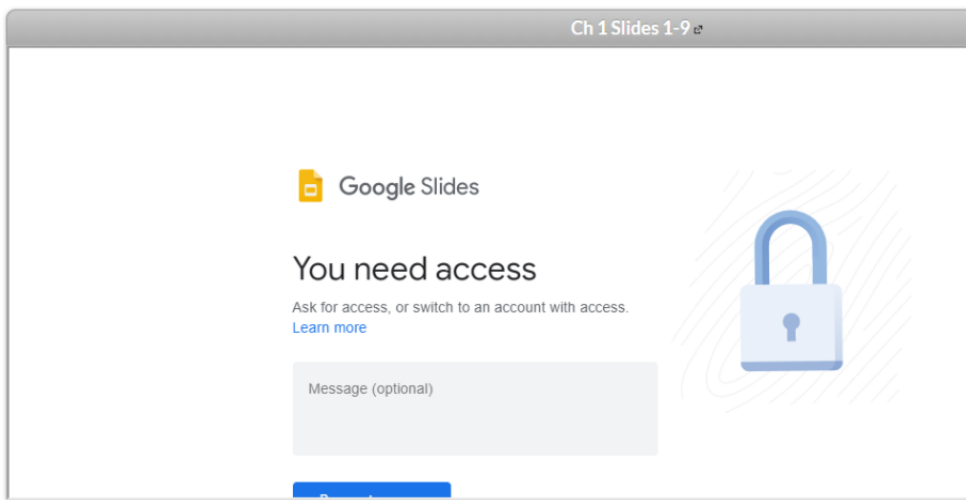 Ch 1 Slides 1-9
Google Slides
You need access
Ask for access, or switch to an account with access.
Learn more
Message (optional)